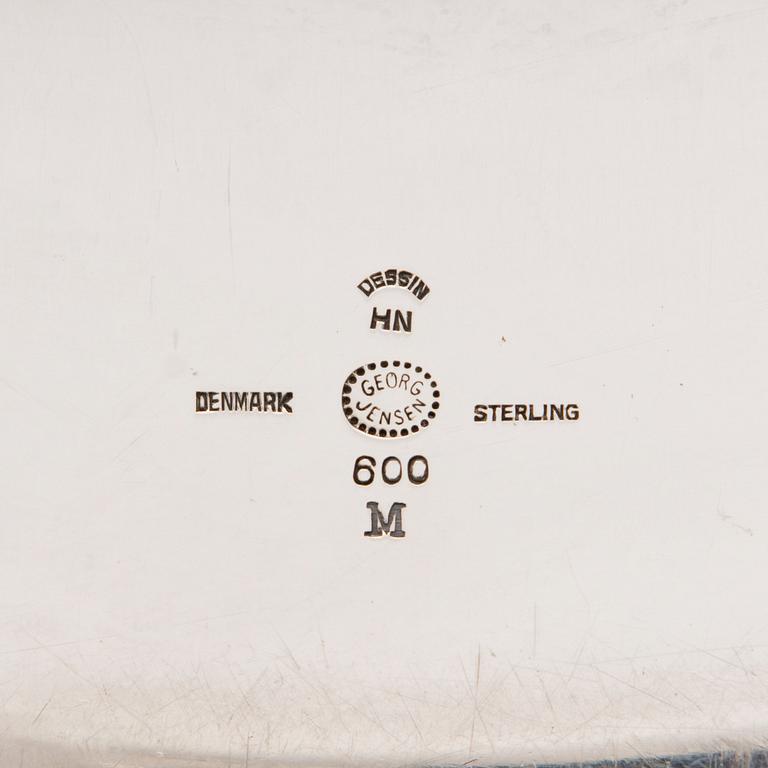 DESSIN
HN
DENMARK
GEORG
JENSEN
STERLING
600
M